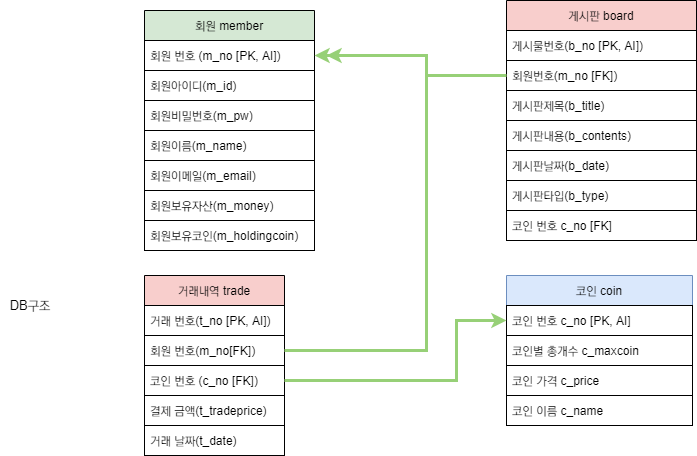 회원 member
회원 번호 (m_no [PK, AI])
회원아이디(m_id)
회원비밀번호(m_pw)
회원이름(m_name)
회원이메일(m_email)
회원보유자산(m_money)
회원보유코인(m_holdingcoin)
게시판 board
게시물번호(b_no [PK, AI])
회원번호(m_no [FK])
게시판제목(b_title)
게시판내용(b_contents)
게시판날짜(b_date)
게시판타입(b_type)
코인 번호 c_no [FK]
DB구조
거래내역 trade
거래 번호(t_no [PK, AI])
회원 번호(m_no[FK])
코인 번호 (c_no [FK])
결제 금액(t_tradeprice)
거래 날짜(t_date)
코인 coin
코인 번호 c_no [PK, AI]
코인별 총개수 c_maxcoin
코인 가격 c_price
코인 이름 c_name